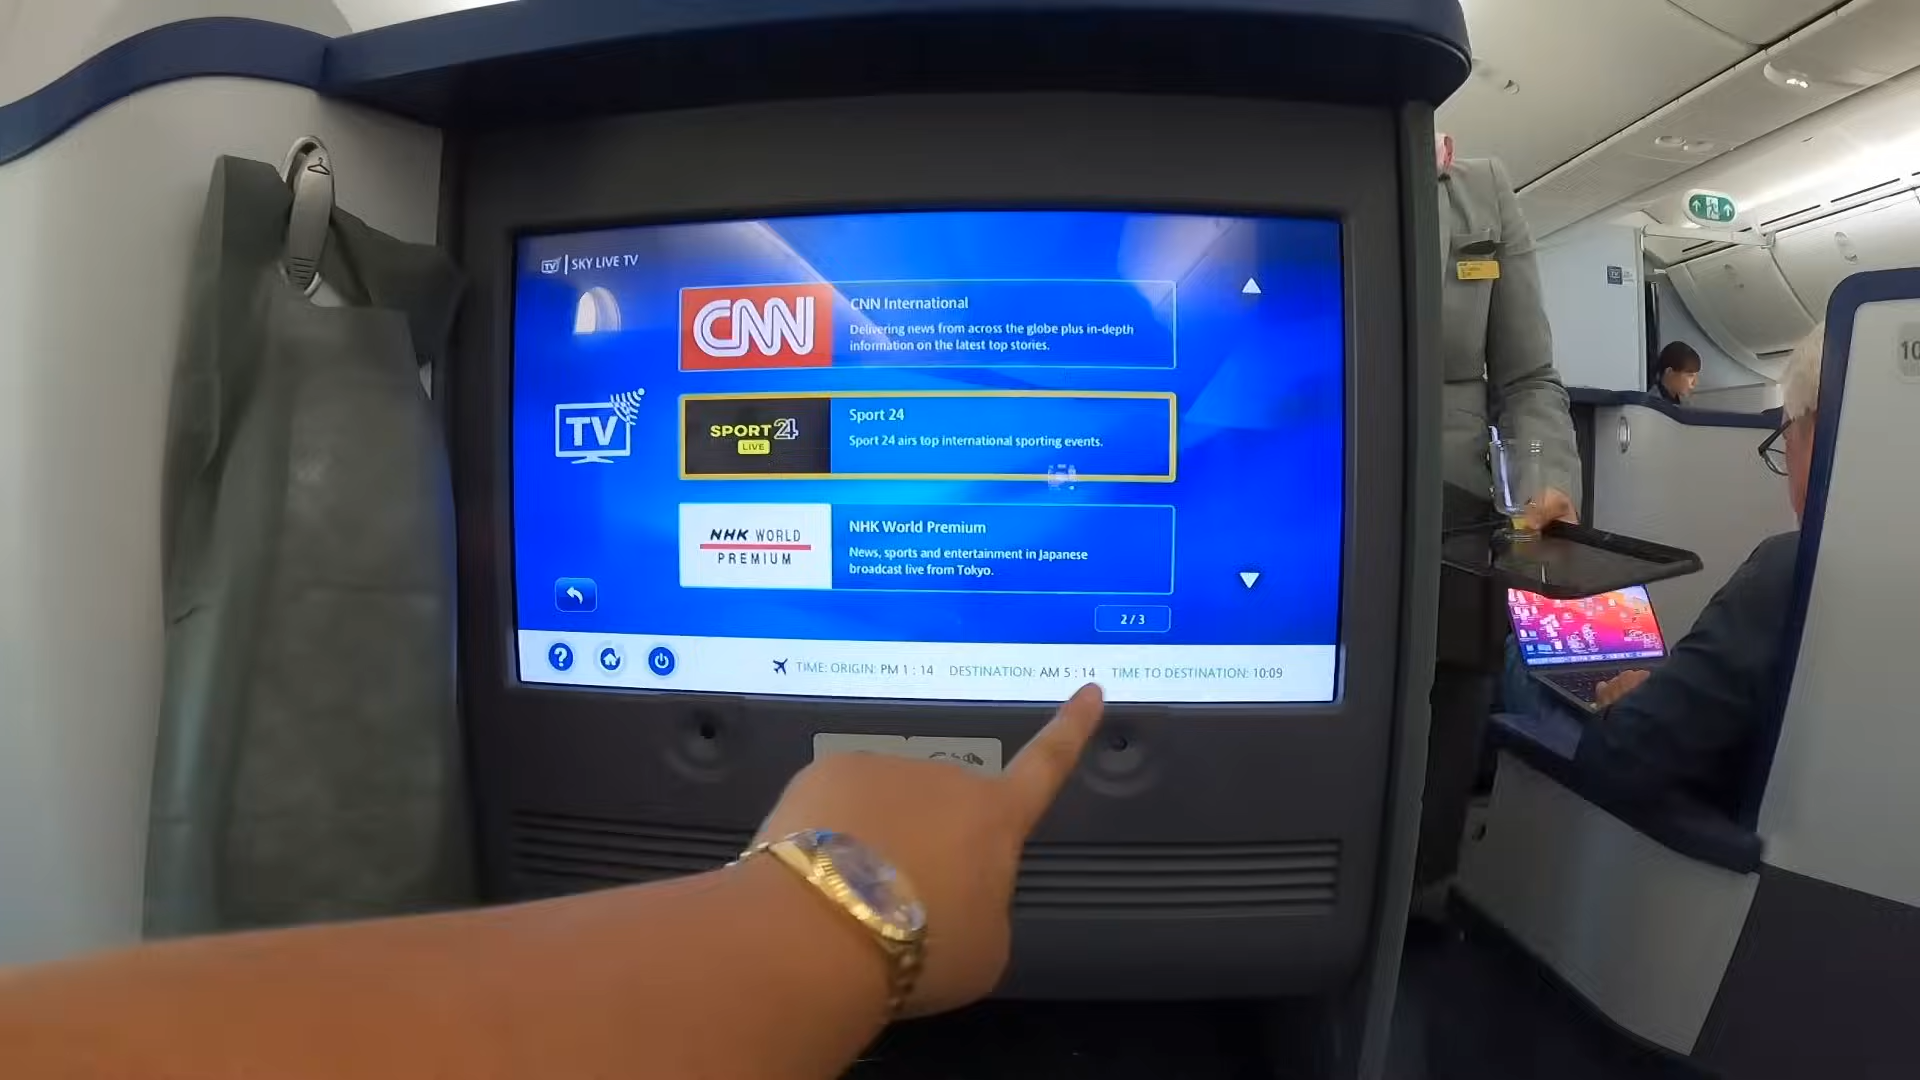 TV | SKY LIVE TV
CNN
CNN International
Delivering news from across the globe plus in-depth
information on the latest top stories.
TV
SPORT 24
LIVE
Sport 24
Sport 24 airs top international sporting events.
NHK WORLD
PREMIUM
NHK World Premium
News, sports and entertainment in Japanese
broadcast live from Tokyo.
2 / 3
?
TIME: ORIGIN: PM 1 : 14 DESTINATION: AM 5 : 14 TIME TO DESTINATION: 10:09
10